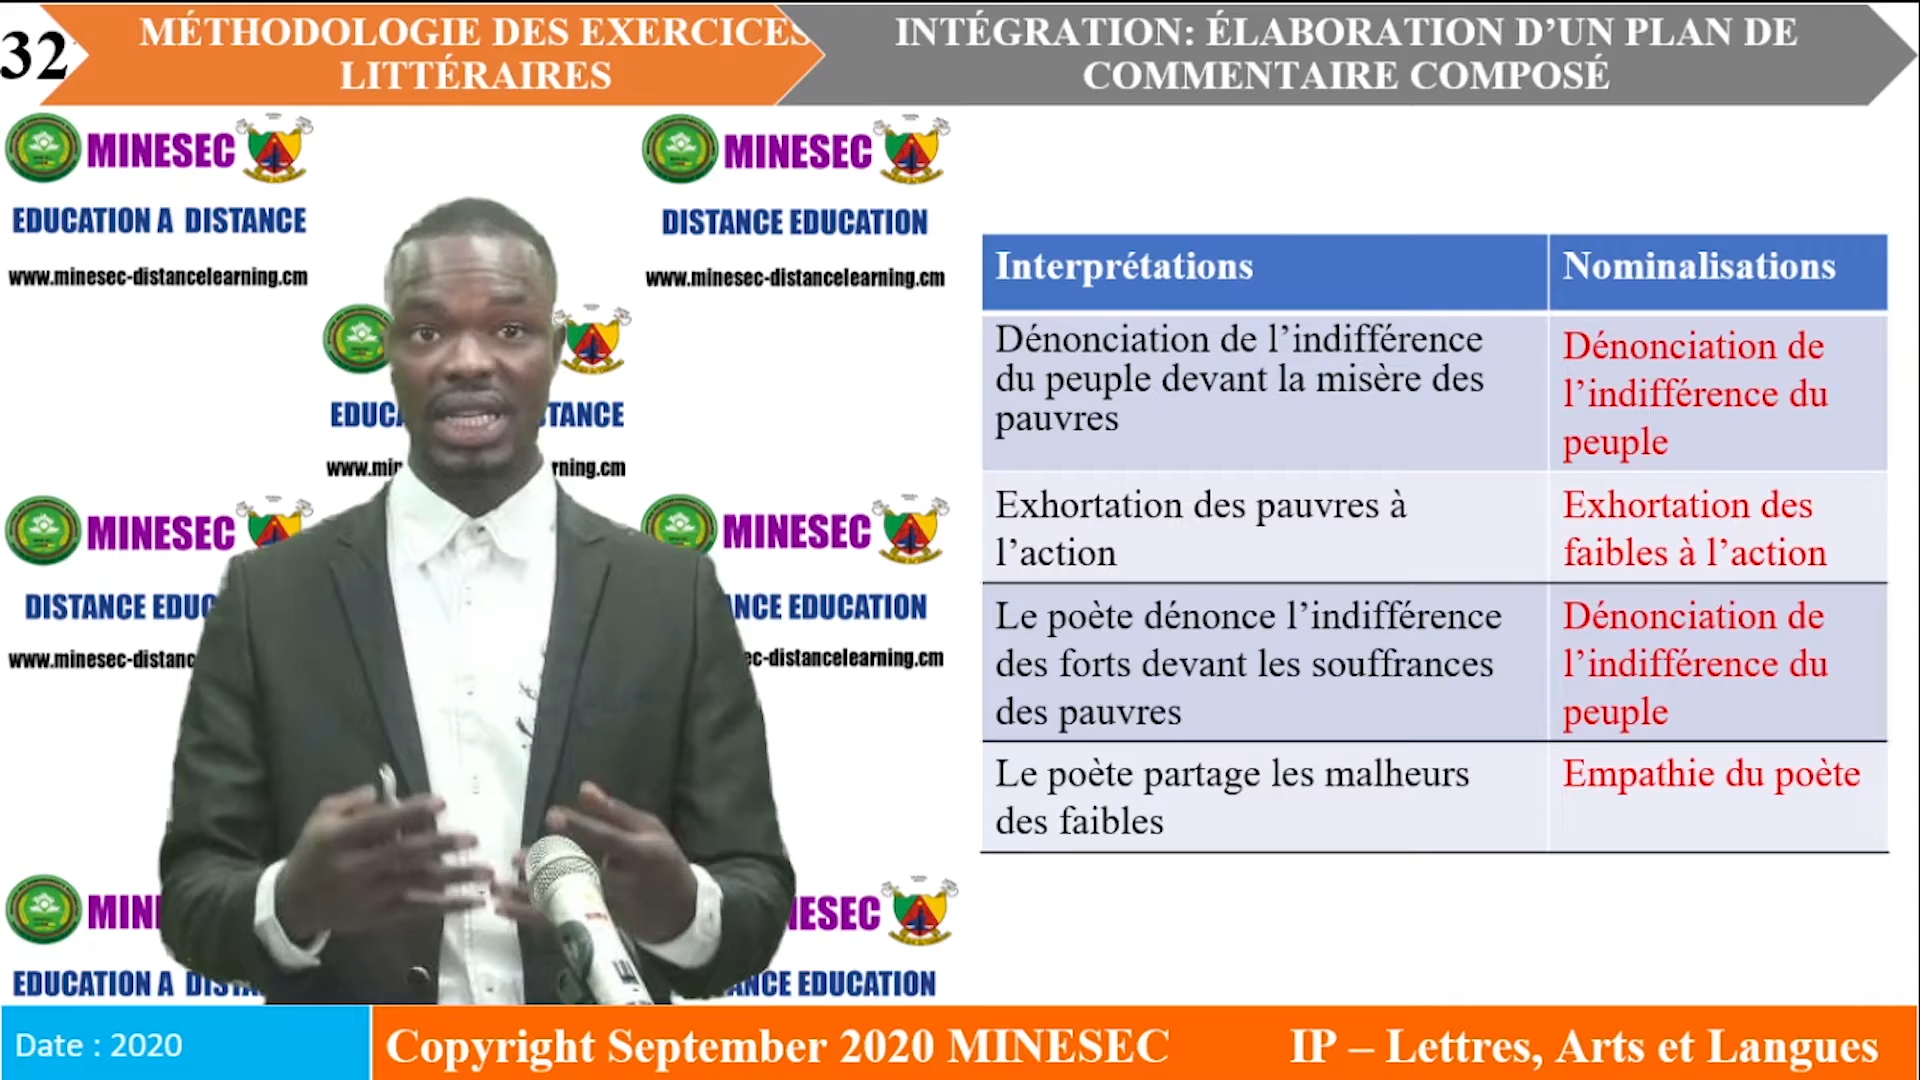 32
MÉTHODOLOGIE DES EXERCICES
LITTÉRAIRES
INTÉGRATION: ÉLABORATION D’UN PLAN DE
COMMENTAIRE COMPOSÉ
MINESEC
EDUCATION A DISTANCE
www.minesec-distancelearning.cm
MINESEC
DISTANCE EDUCATION
www.minesec-distancelearning.cm
MINESEC
MINESEC
Interprétations
Nominalisations
Dénonciation de l’indifférence
du peuple devant la misère des
pauvres
Dénonciation de
l’indifférence du
peuple
Exhortation des pauvres à
l’action
Exhortation des
faibles à l’action
Le poète dénonce l’indifférence
des forts devant les souffrances
des pauvres
Dénonciation de
l’indifférence du
peuple
Le poète partage les malheurs
des faibles
Empathie du poète
Date : 2020
Copyright September 2020 MINESEC
IP – Lettres, Arts et Langues